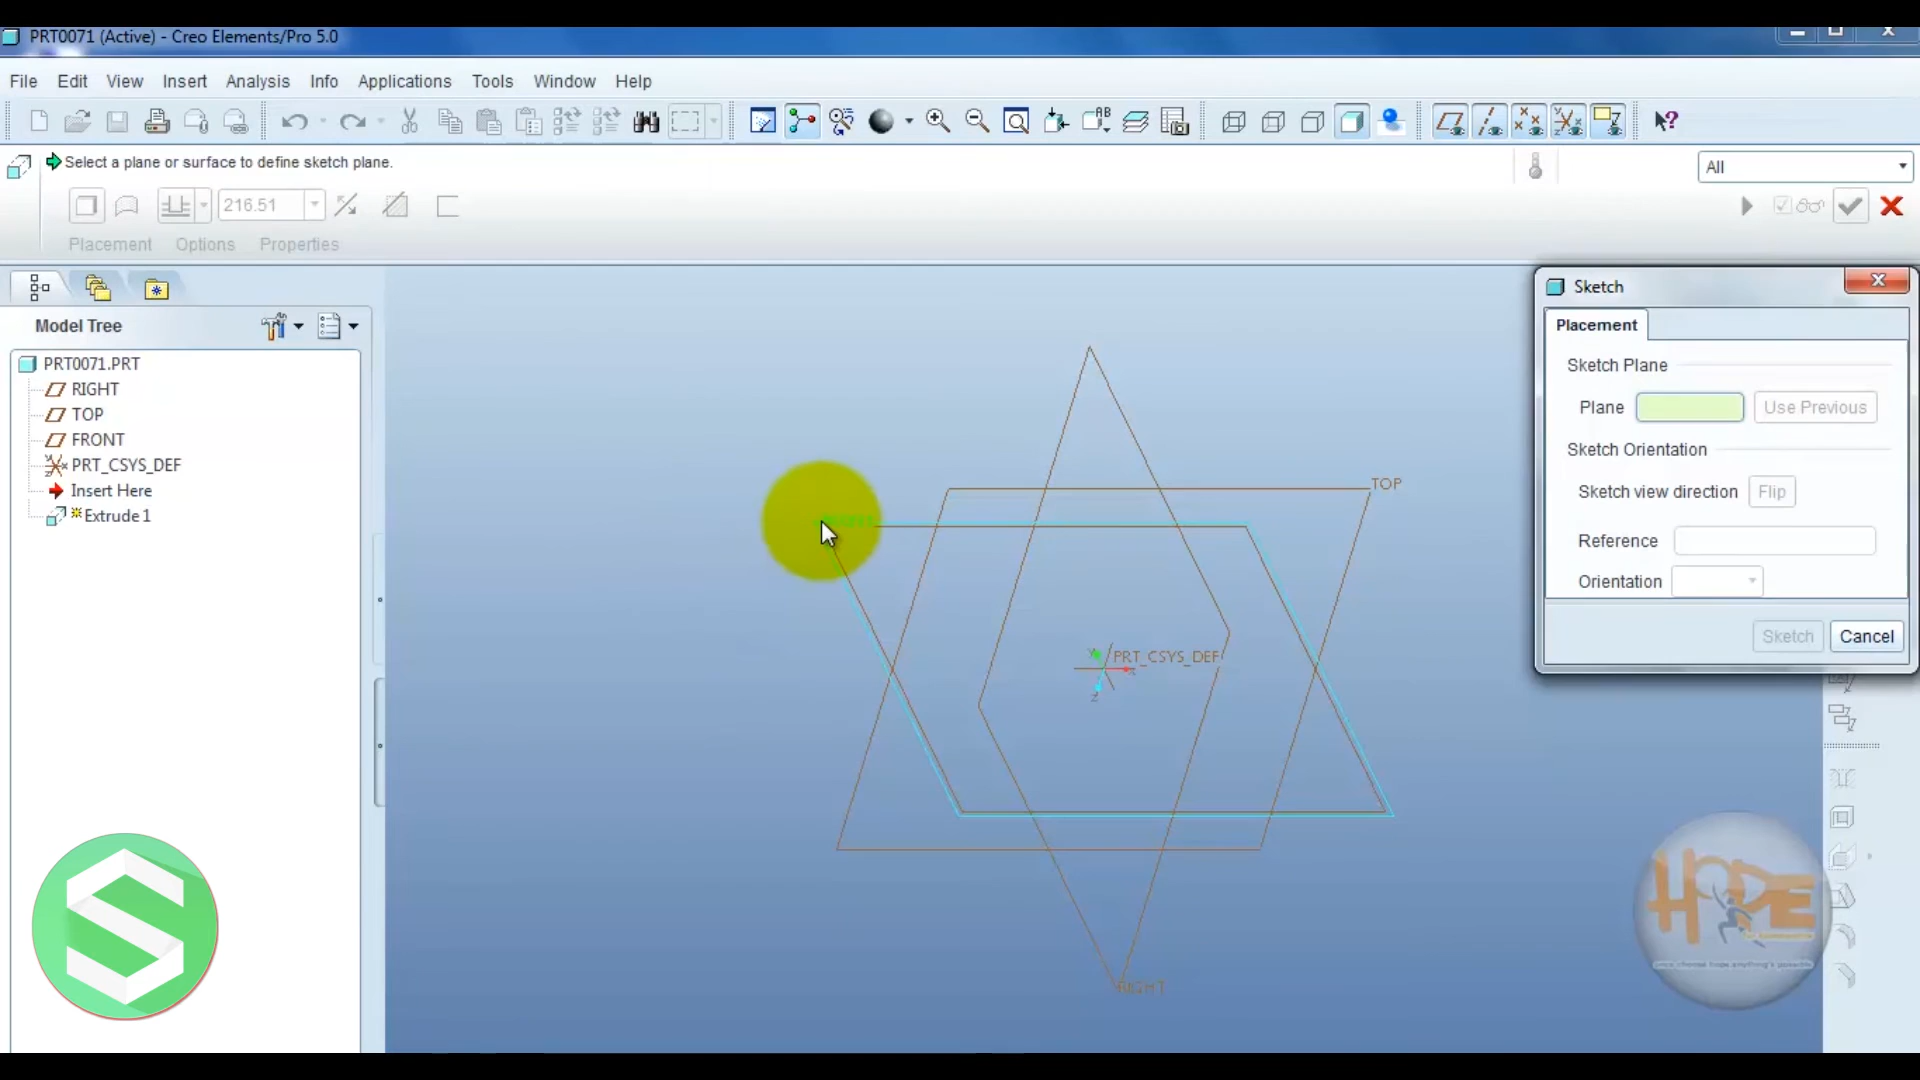 PRT0071 (Active) - Creo Elements/Pro 5.0
File Edit View Insert Analysis Info Applications Tools Window Help
Select a plane or surface to define sketch plane.
All
216.51
Placement Options Properties
Sketch
Placement
Model Tree
PRT0071.PRT
RIGHT
TOP
FRONT
PRT_CSYS_DEF
Insert Here
Extrude 1
Sketch Plane
Plane Use Previous
Sketch Orientation
Sketch view direction Flip
Reference
Orientation
Sketch Cancel
TOP
PRT_CSYS_DEF
RIGHT
HOPE